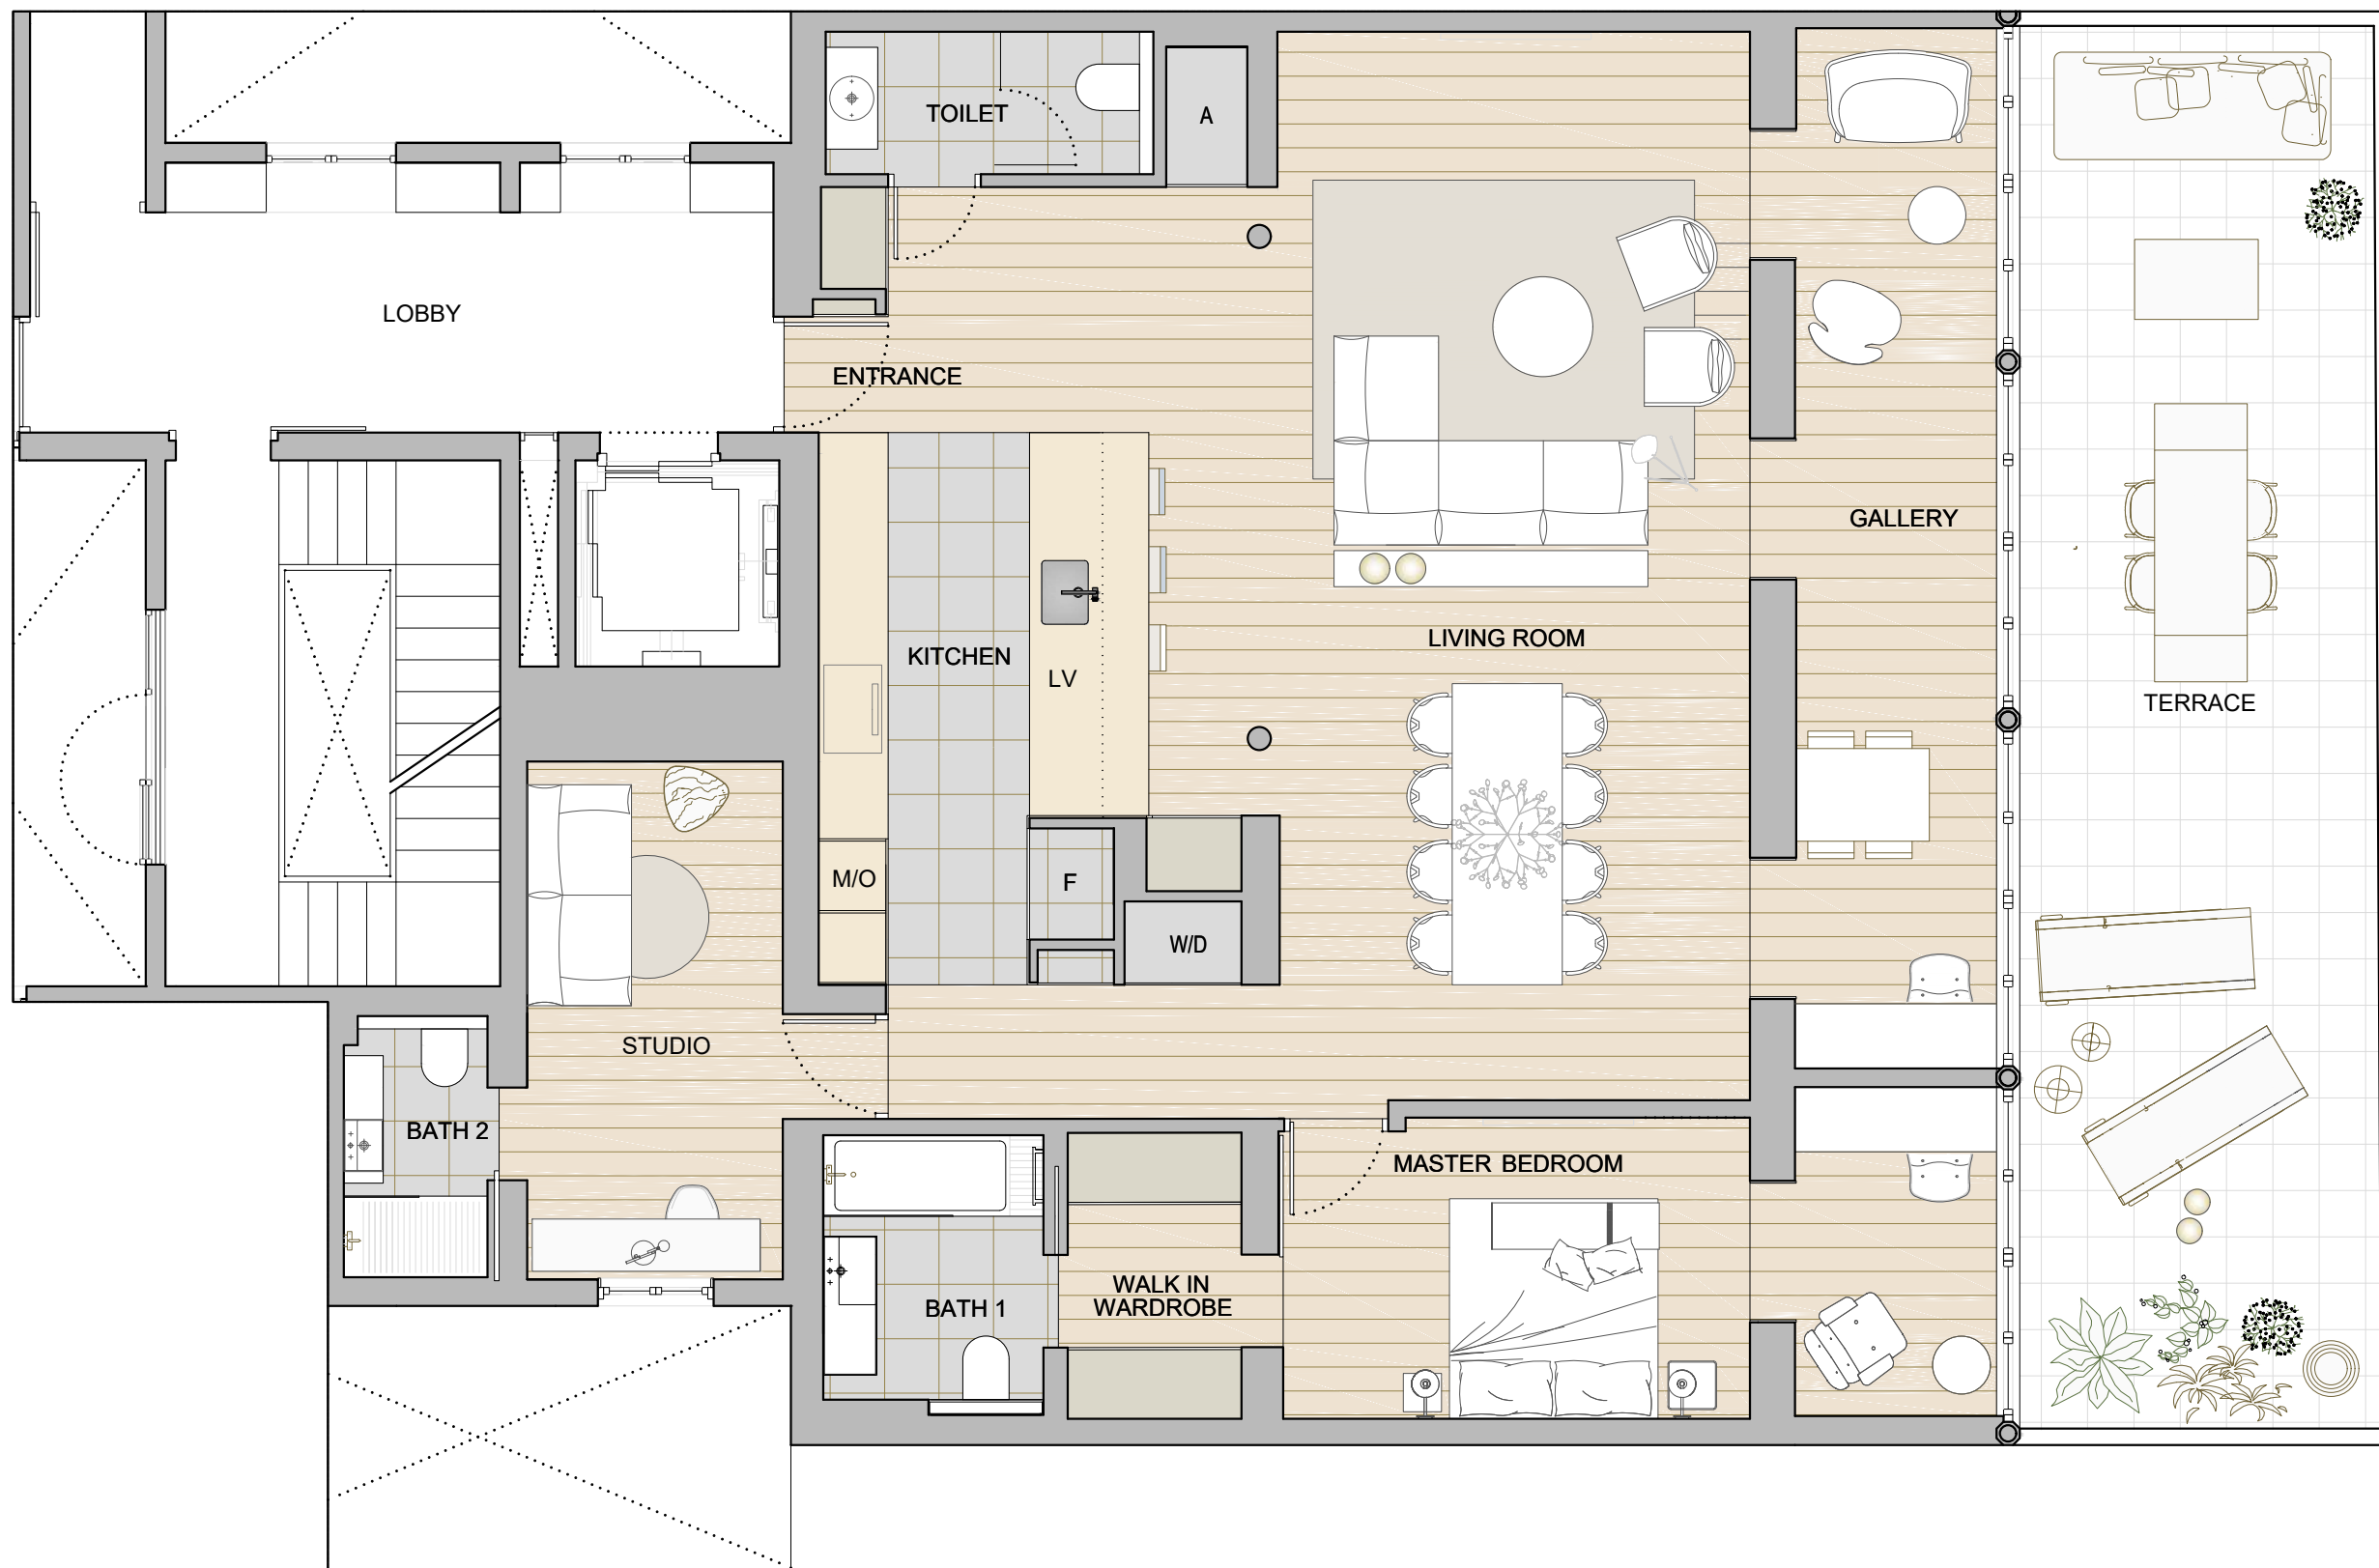 TOILET
A
LOBBY
ENTRANCE
GALLERY
LIVING ROOM
KITCHEN
LV
TERRACE
M/O
F
W/D
STUDIO
BATH 2
MASTER BEDROOM
WALK IN
WARDROBE
BATH 1